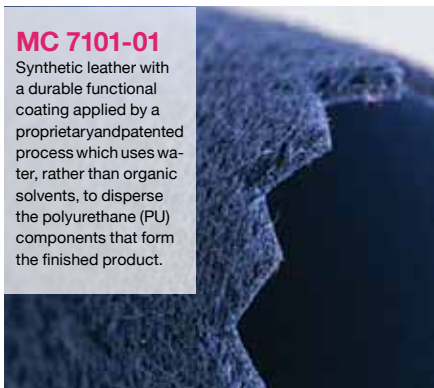 MC 7101-01
Synthetic leather with
a durable functional
coating applied by a
proprietaryandpatented
process which uses wa-
ter, rather than organic
solvents, to disperse
the polyurethane (PU)
components that form
the finished product.